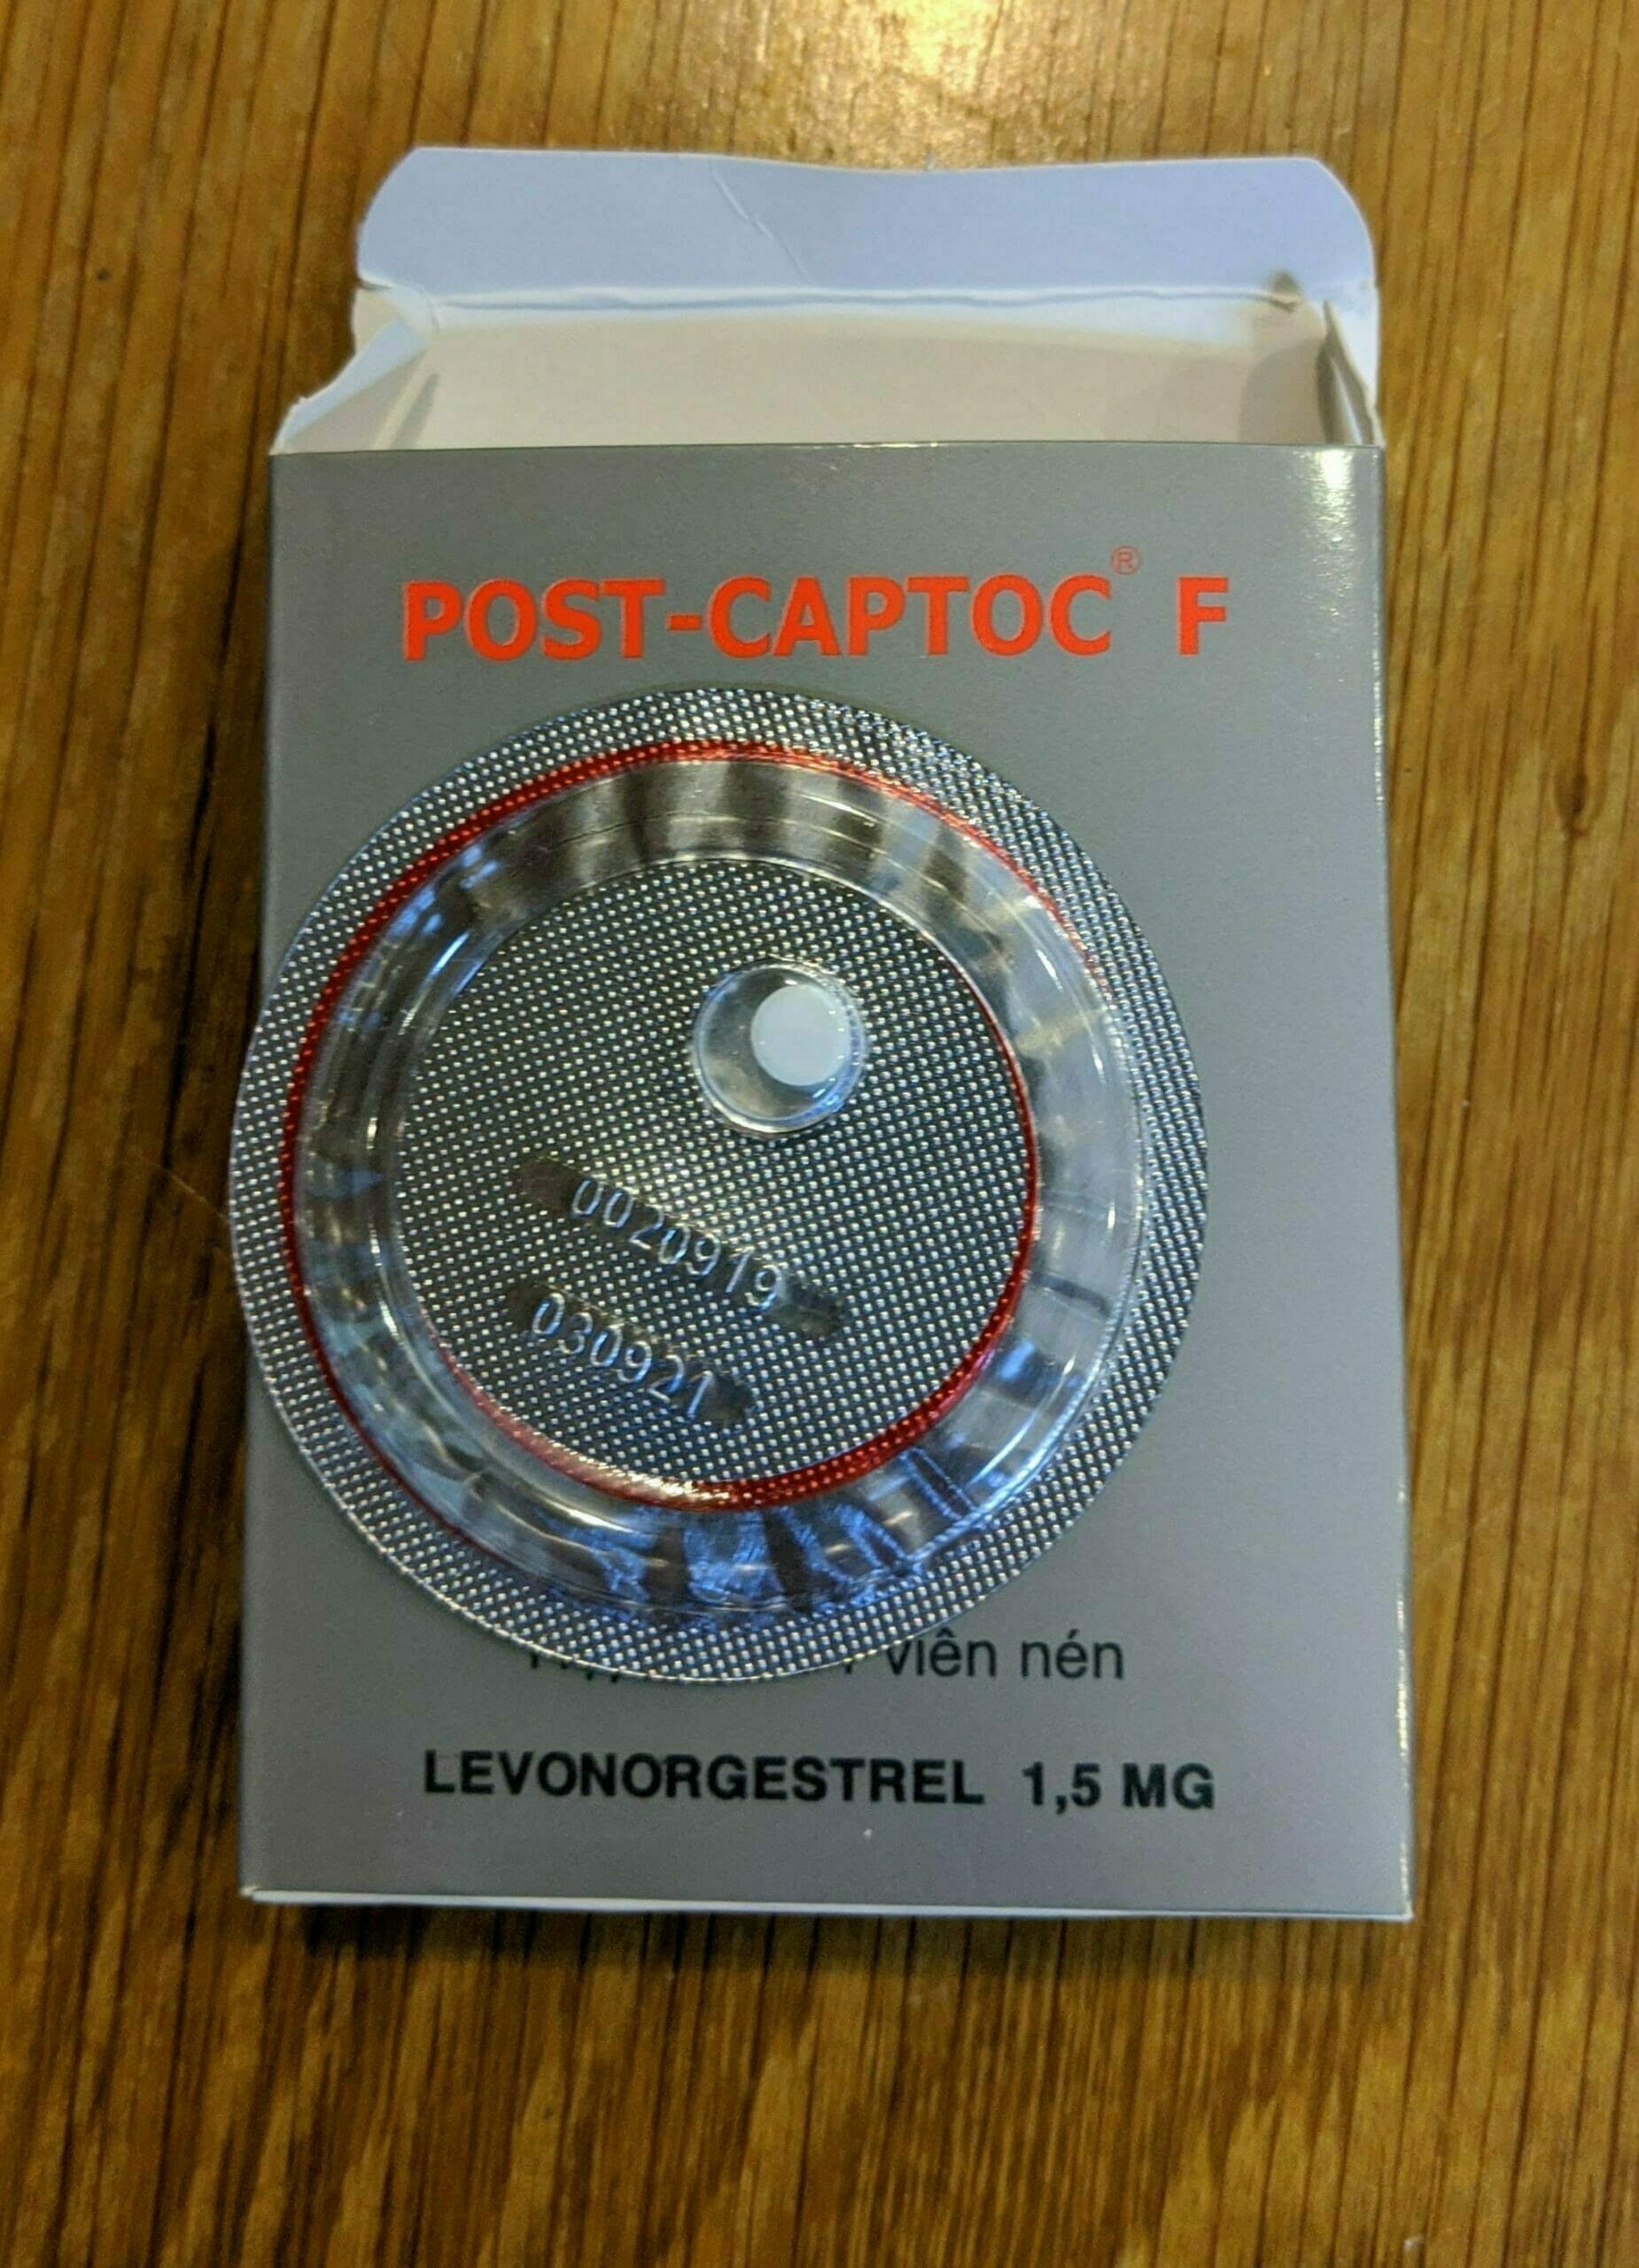 POST-CAPTOC® F
0020919
030921
viên nén
LEVONORGESTREL 1,5 MG